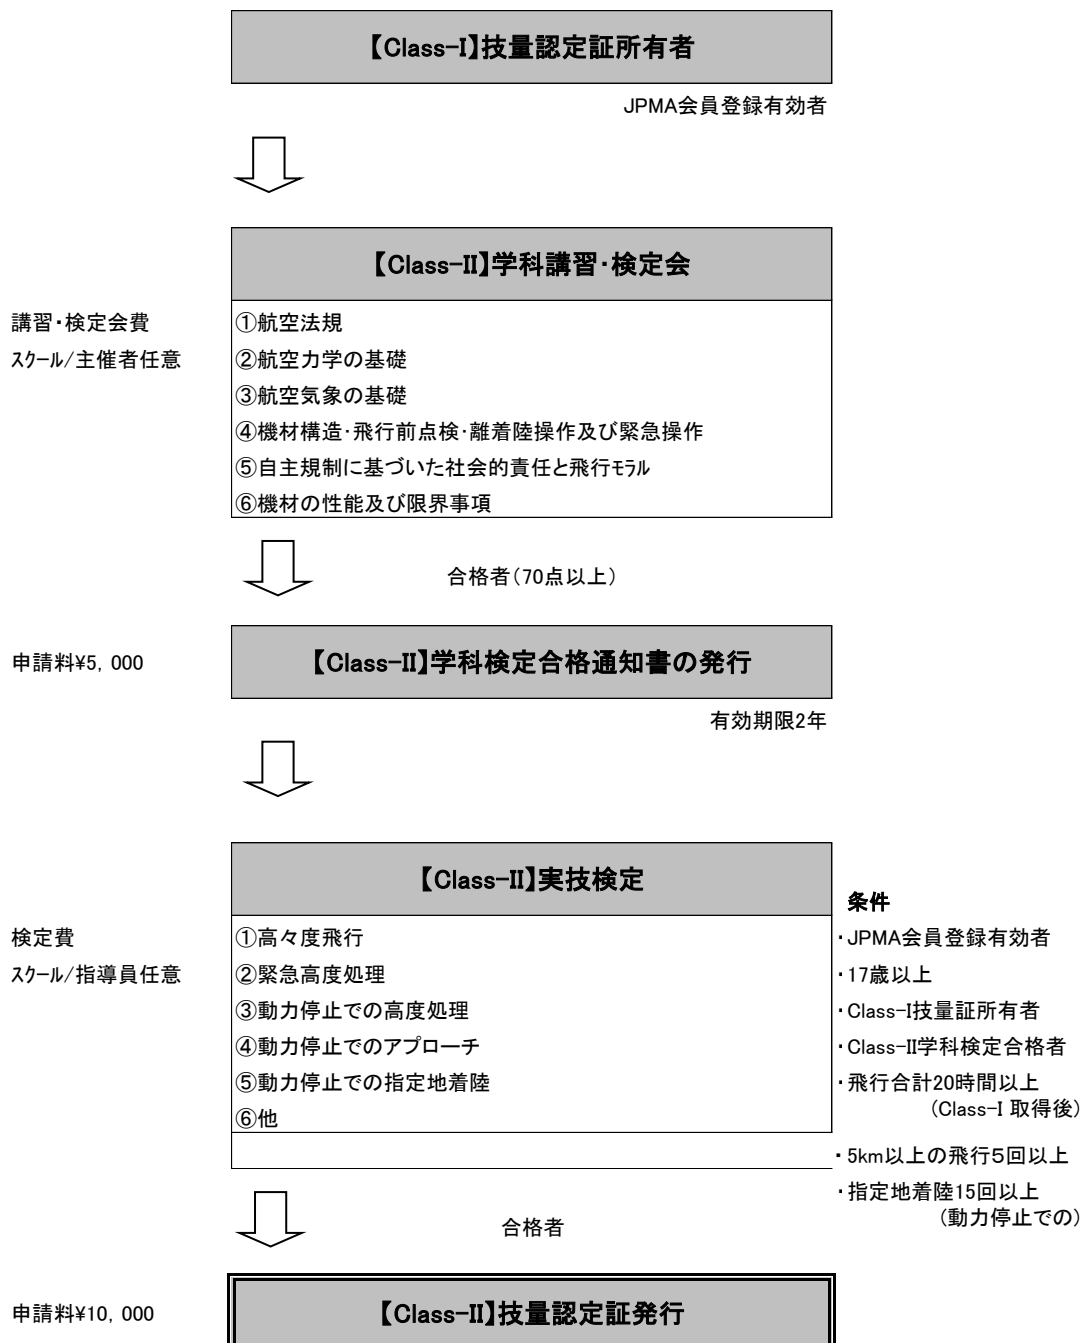 【Class-Ⅰ】技量認定証所有者
JPMA会員登録有効者
【Class-Ⅱ】学科講習・検定会
講習・検定会費
①航空法規
スクール/主催者任意
②航空力学の基礎
③航空気象の基礎
④機材構造・飛行前点検・離着陸操作及び緊急操作
⑤自主規制に基づいた社会的責任と飛行モラル
⑥機材の性能及び限界事項
合格者(70点以上)
申請料¥5,000
【Class-Ⅱ】学科検定合格通知書の発行
有効期限2年
【Class-Ⅱ】実技検定
条件
検定費
①高々度飛行
・JPMA会員登録有効者
スクール/指導員任意
②緊急高度処理
・17歳以上
③動力停止での高度処理
・Class-Ⅰ技量証所有者
④動力停止でのアプローチ
・Class-Ⅱ学科検定合格者
⑤動力停止での指定地着陸
・飛行合計20時間以上
(Class-Ⅰ 取得後)
⑥他
・5km以上の飛行5回以上
・指定地着陸15回以上
(動力停止での)
合格者
申請料¥10,000
【Class-Ⅱ】技量認定証発行